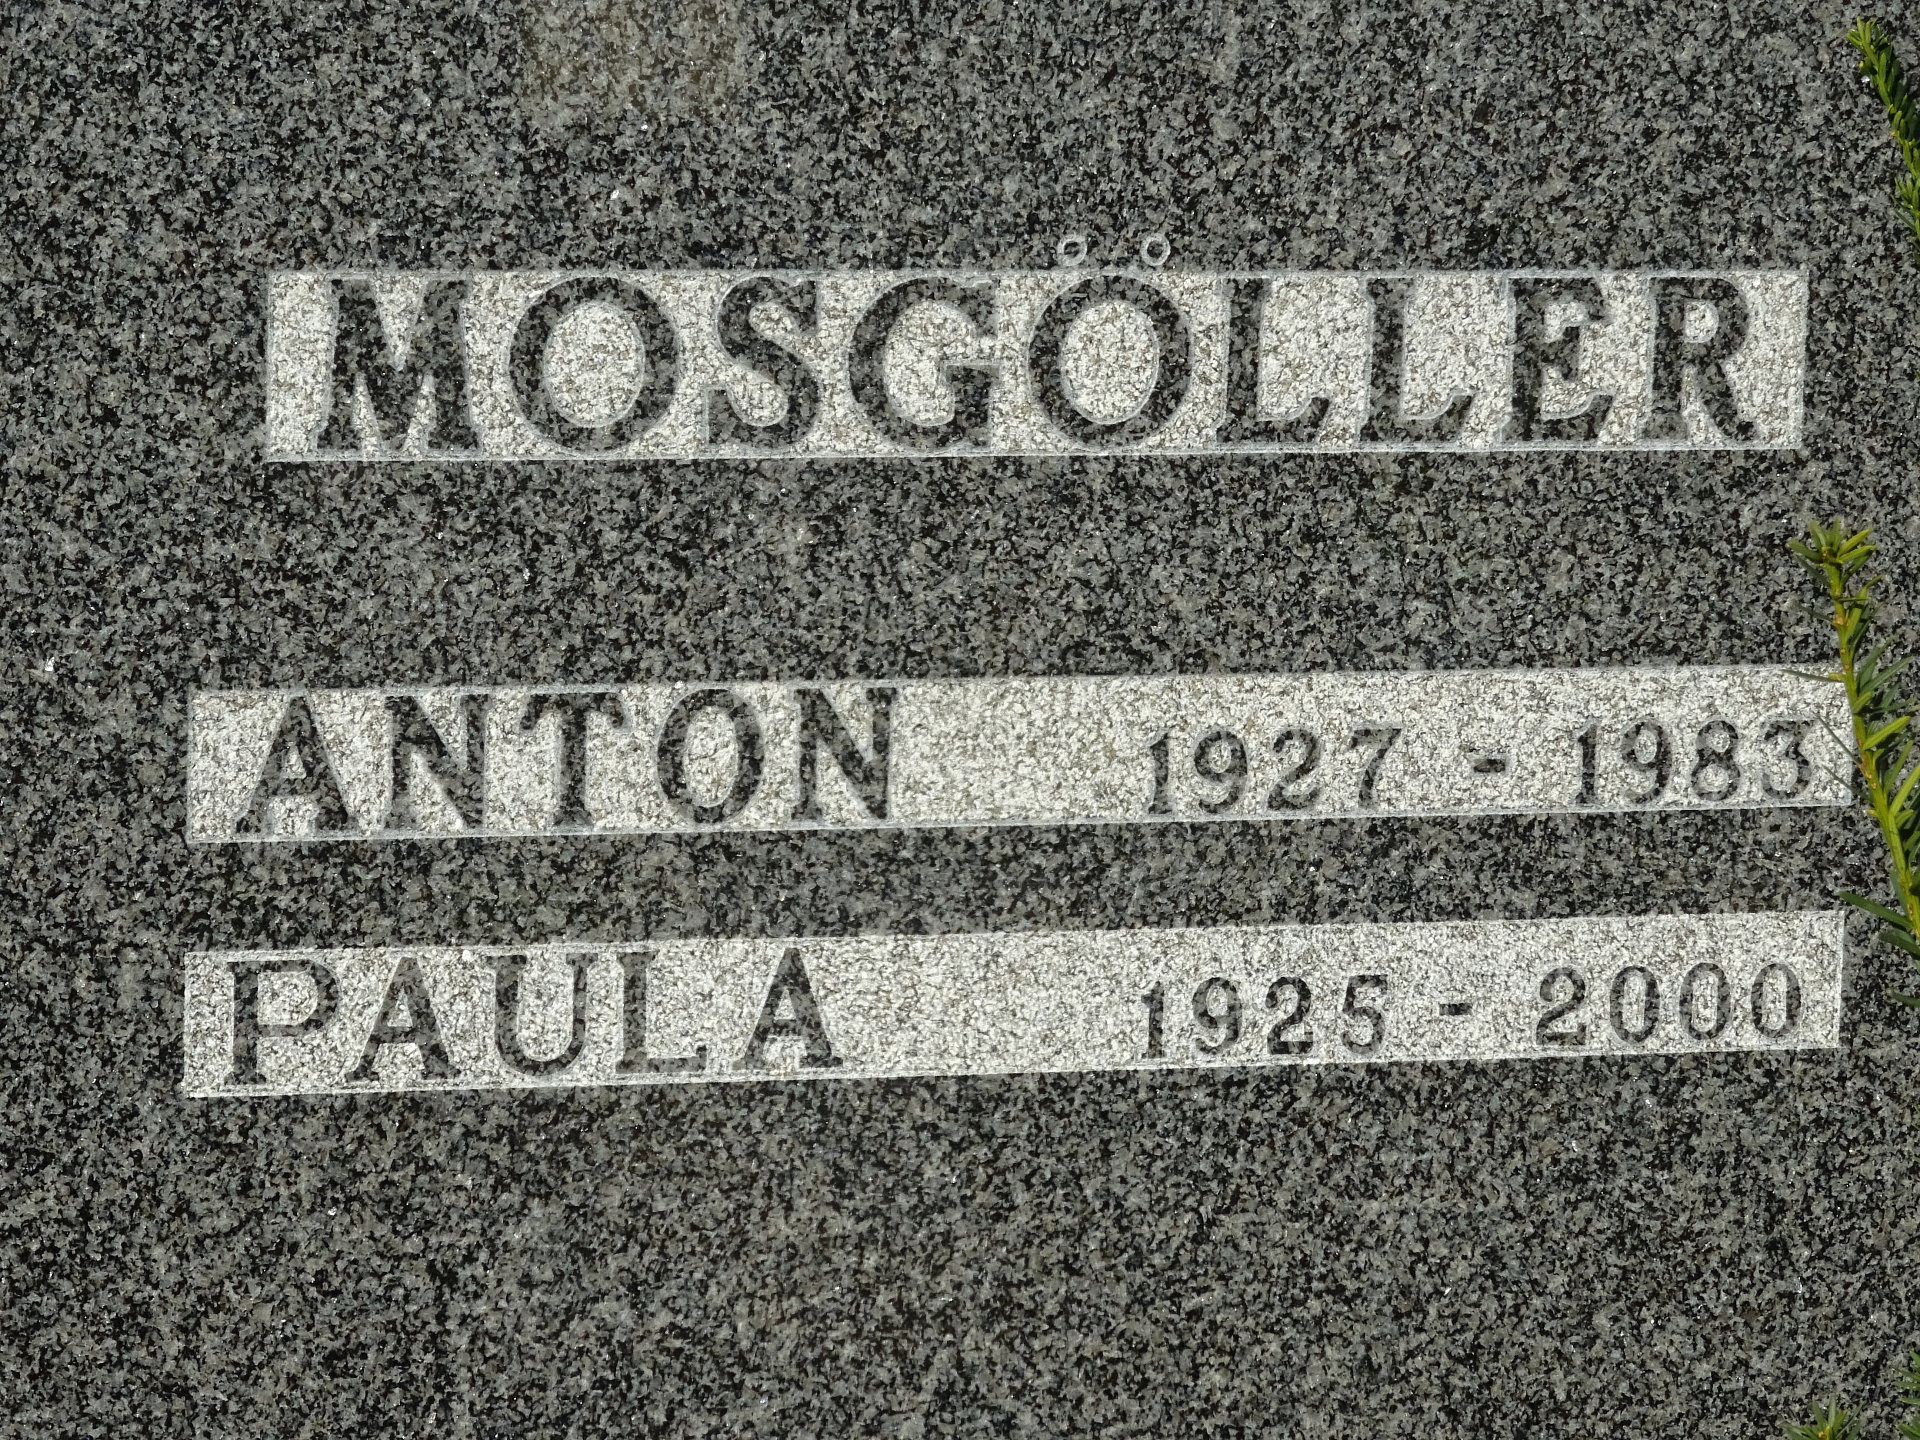 MOSGÖLLER
ANTON 1927 - 1983
PAULA 1925 - 2000